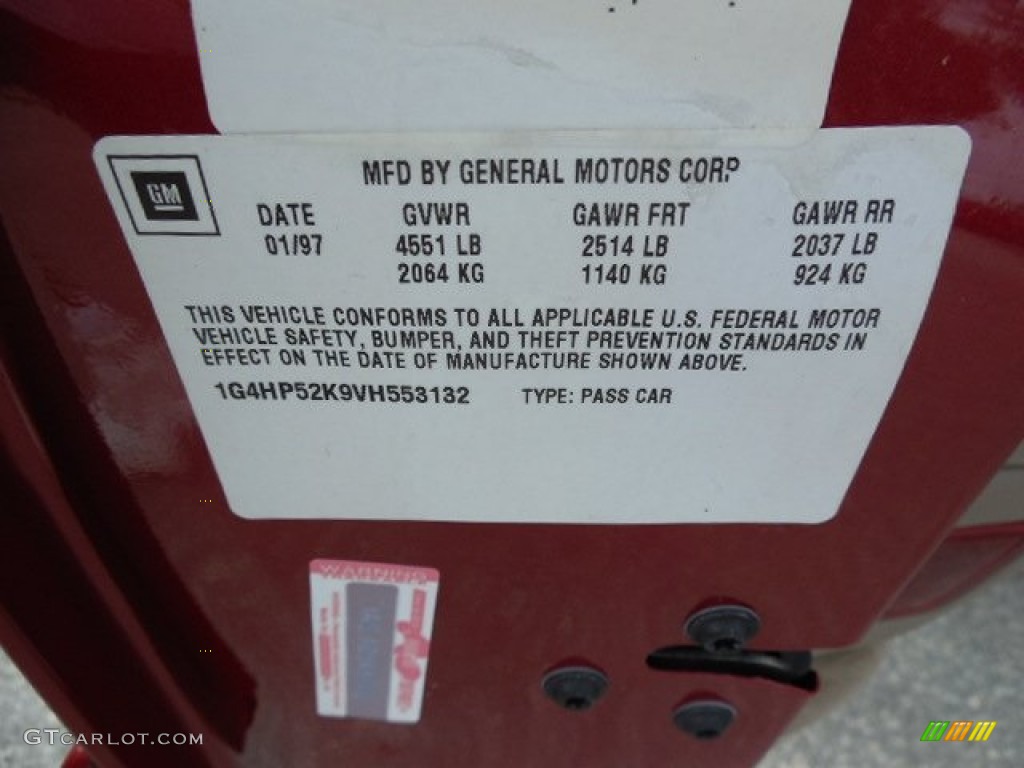 MFD BY GENERAL MOTORS CORP
GM
DATE GVWR GAWR FRT GAWR RR
01/97 4551 LB 2514 LB 2037 LB
2064 KG 1140 KG 924 KG
THIS VEHICLE CONFORMS TO ALL APPLICABLE U.S. FEDERAL MOTOR
VEHICLE SAFETY, BUMPER, AND THEFT PREVENTION STANDARDS IN
EFFECT ON THE DATE OF MANUFACTURE SHOWN ABOVE.
1G4HP52K9VH553132 TYPE: PASS CAR
WARNING
GTCARLOT.COM